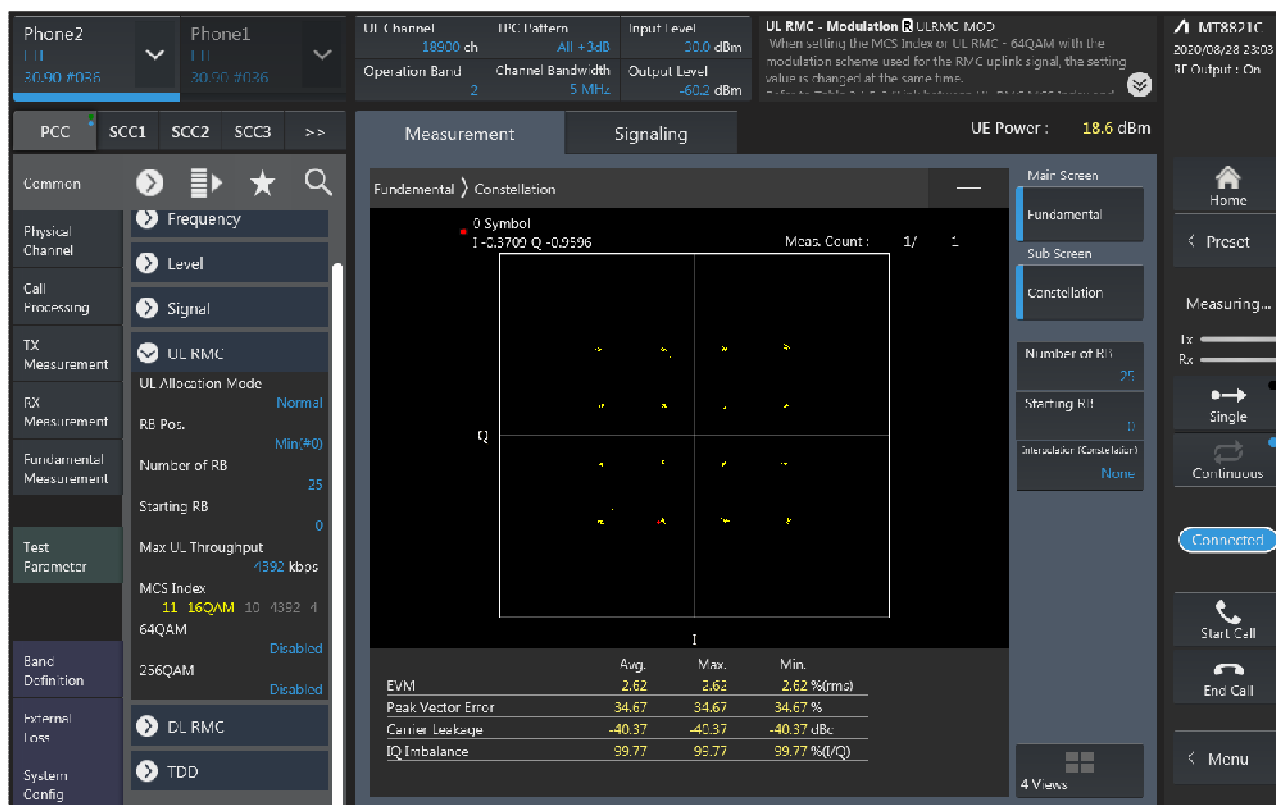 Phone2
30.90 #036
Phone1
30.90 #036
UL Channel
18900 ch
TPC Pattern
All +3dB
Input Level
30.0 dBm
Operation Band
2
Channel Bandwidth
5 MHz
Output Level
-60.2 dBm
UL RMC - Modulation R ULRMC_MOD
When setting the MCS Index or UL RMC - 64QAM with the
modulation scheme used for the RMC uplink signal, the setting
value is changed at the same time.
MT8821C
2020/08/28 23:03
RF Output : On
PCC
SCC1
SCC2
SCC3
>>
Measurement
Signaling
UE Power : 18.6 dBm
Common
Physical
Channel
Call
Processing
TX
Measurement
RX
Measurement
Fundamental
Measurement
Test
Parameter
Band
Definition
External
Loss
System
Config
Frequency
Level
Signal
UL RMC
UL Allocation Mode
Normal
RB Pos.
Min(#0)
Number of RB
25
Starting RB
0
Max UL Throughput
4392 kbps
MCS Index
11 16QAM 10 4392 4
64QAM
Disabled
256QAM
Disabled
DL RMC
TDD
Fundamental 〉 Constellation
0 Symbol
I -0.3709 Q -0.9596
Meas. Count : 1/ 1
Q
I
Avg. Max. Min.
EVM 2.62 2.62 2.62 %(rms)
Peak Vector Error 34.67 34.67 34.67 %
Carrier Leakage -40.37 -40.37 -40.37 dBc
IQ Imbalance 99.77 99.77 99.77 %(I/Q)
Main Screen
Fundamental
Sub Screen
Constellation
Number of RB
25
Starting RB
0
Interpolation (Constellation)
None
4 Views
Home
Preset
Measuring...
Tx
Rx
Single
Continuous
Connected
Start Call
End Call
Menu